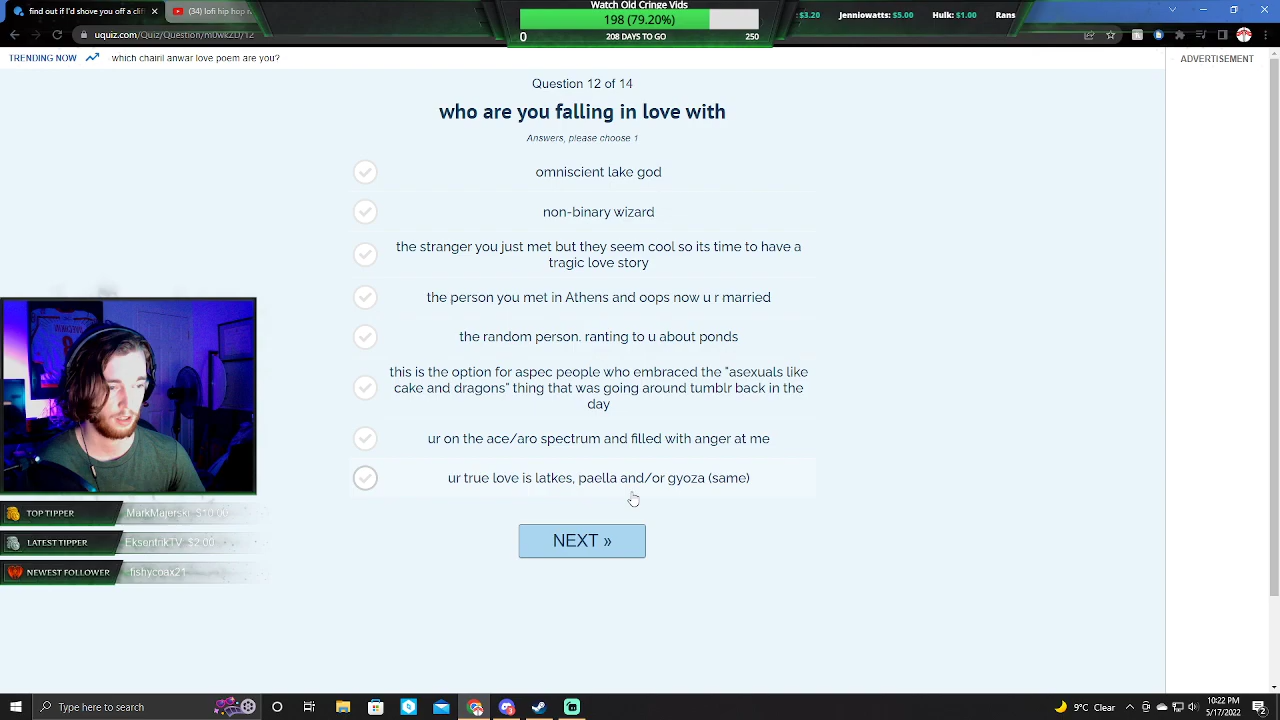 find out if I'd shove you off a clif
(34) lofi hip hop r
Watch Old Cringe Vids
198 (79.20%)
0
208 DAYS TO GO
250
$3.20
Jenniowatts: $5.00
Hulk: $1.00
Rans
TRENDING NOW
which chairil anwar love poem are you?
ADVERTISEMENT
Question 12 of 14
who are you falling in love with
Answers, please choose 1
omniscient lake god
non-binary wizard
the stranger you just met but they seem cool so its time to have a
tragic love story
the person you met in Athens and oops now u r married
the random person. ranting to u about ponds
this is the option for aspec people who embraced the "asexuals like
cake and dragons" thing that was going around tumblr back in the
day
ur on the ace/aro spectrum and filled with anger at me
ur true love is latkes, paella and/or gyoza (same)
NEXT »
TOP TIPPER
MarkMajerski $10.00
LATEST TIPPER
EksentrikTV $2.00
NEWEST FOLLOWER
fishycoax21
Type here to search
9°C Clear
10:22 PM
5/17/2022